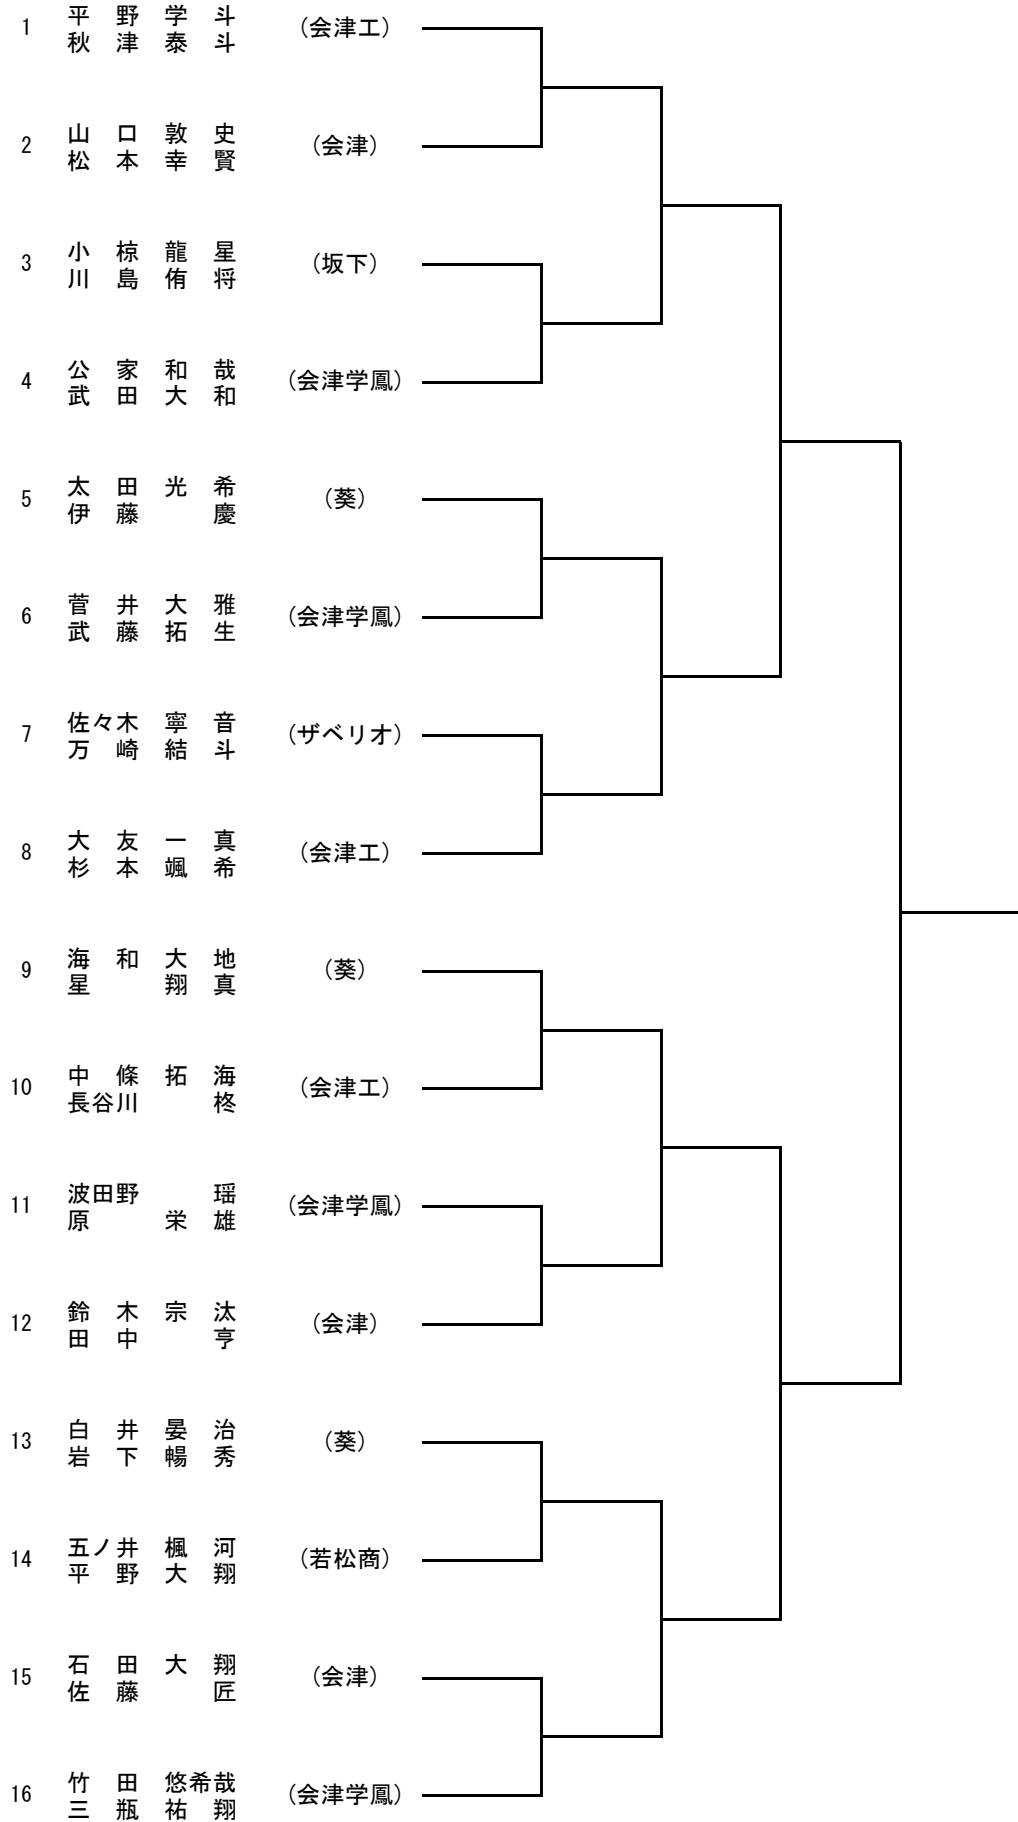 1 平野学斗 (会津工)
秋津泰斗
2 山口敦史 (会津)
松本幸賢
3 小椋龍星 (坂下)
川島侑将
4 公家和哉 (会津学鳳)
武田大和
5 太田光希 (葵)
伊藤慶
6 菅井大雅 (会津学鳳)
武藤拓生
7 佐々木寧音 (ザベリオ)
万崎結斗
8 大友一真 (会津工)
杉本颯希
9 海和大地 (葵)
星翔真
10 中條拓海 (会津工)
長谷川柊
11 波田野瑶 (会津学鳳)
原栄雄
12 鈴木宗汰 (会津)
田中亨
13 白井晏治 (葵)
岩下暢秀
14 五ノ井楓河 (若松商)
平野大翔
15 石田大翔 (会津)
佐藤匠
16 竹田悠希哉 (会津学鳳)
三瓶祐翔